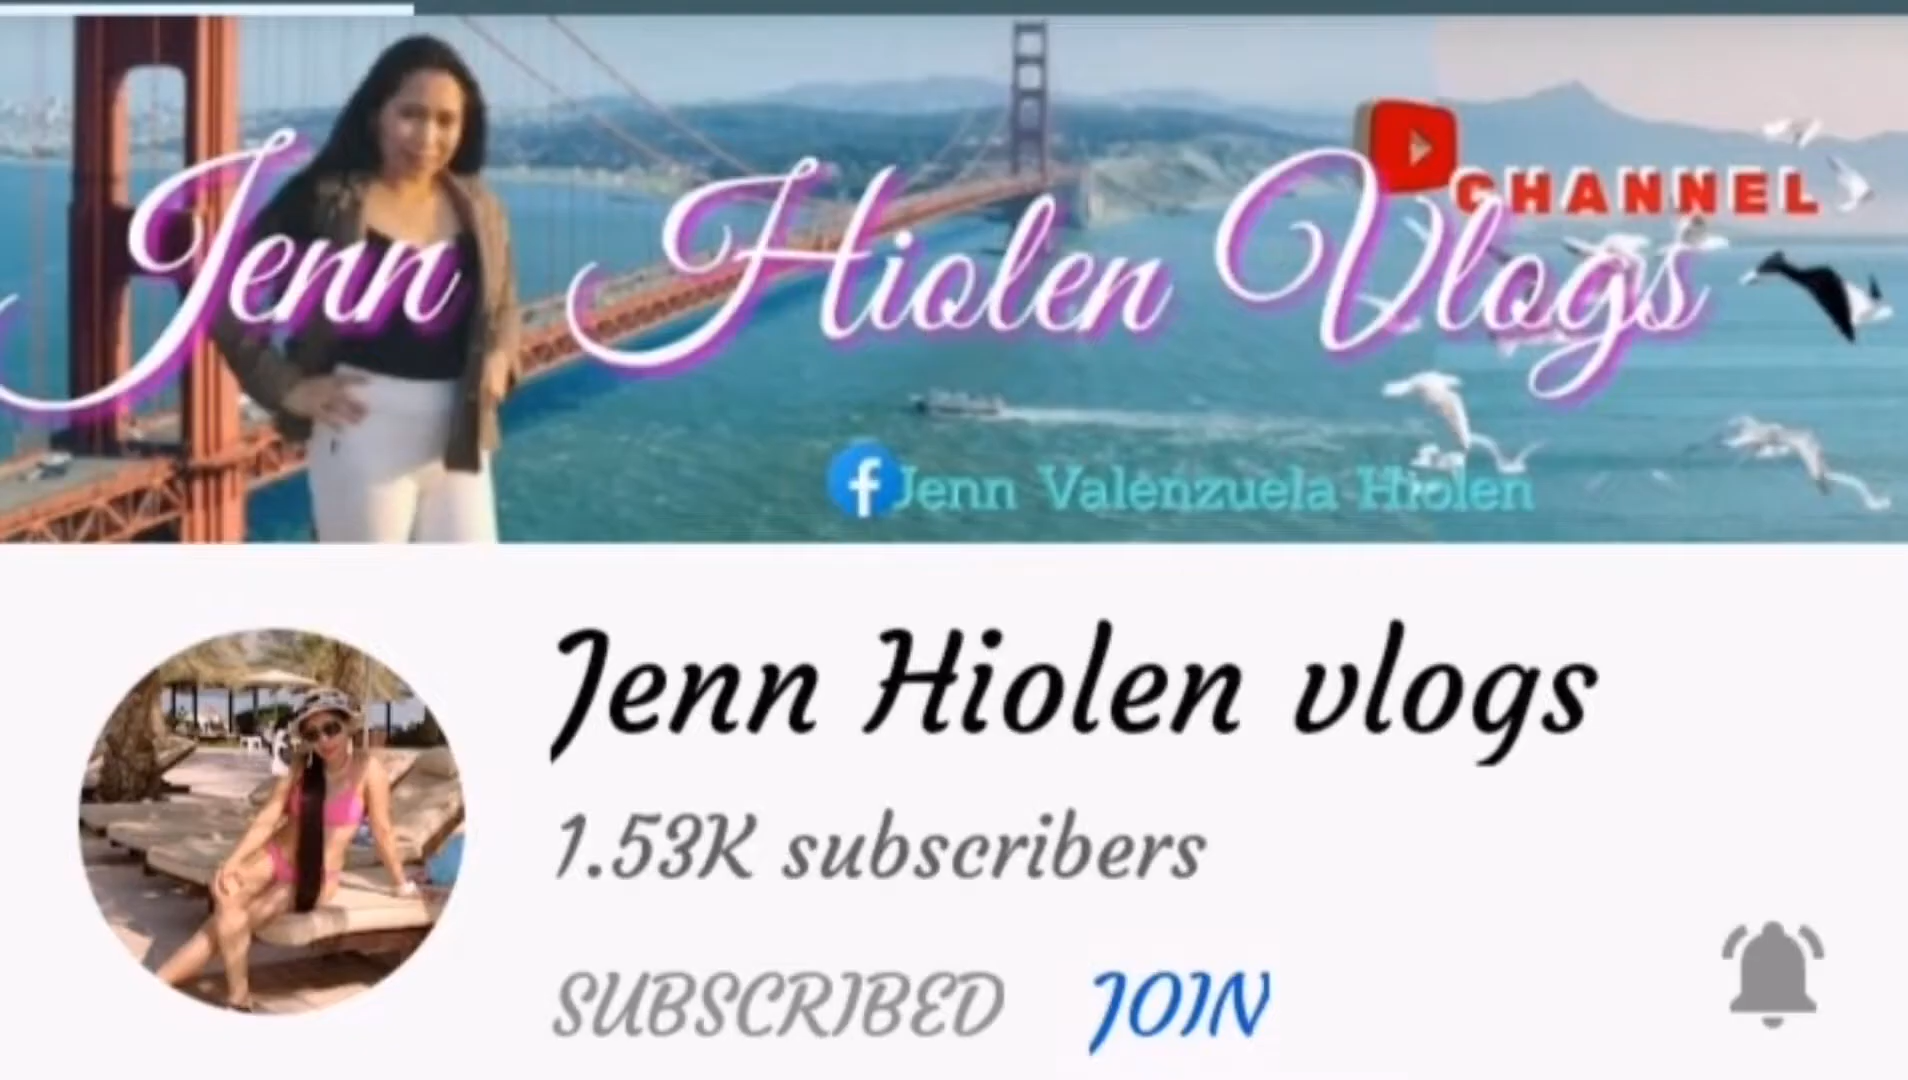 CHANNEL
Jenn Hiolen Vlogs
Jenn Valenzuela Hiolen
Jenn Hiolen vlogs
1.53K subscribers
SUBSCRIBED JOIN